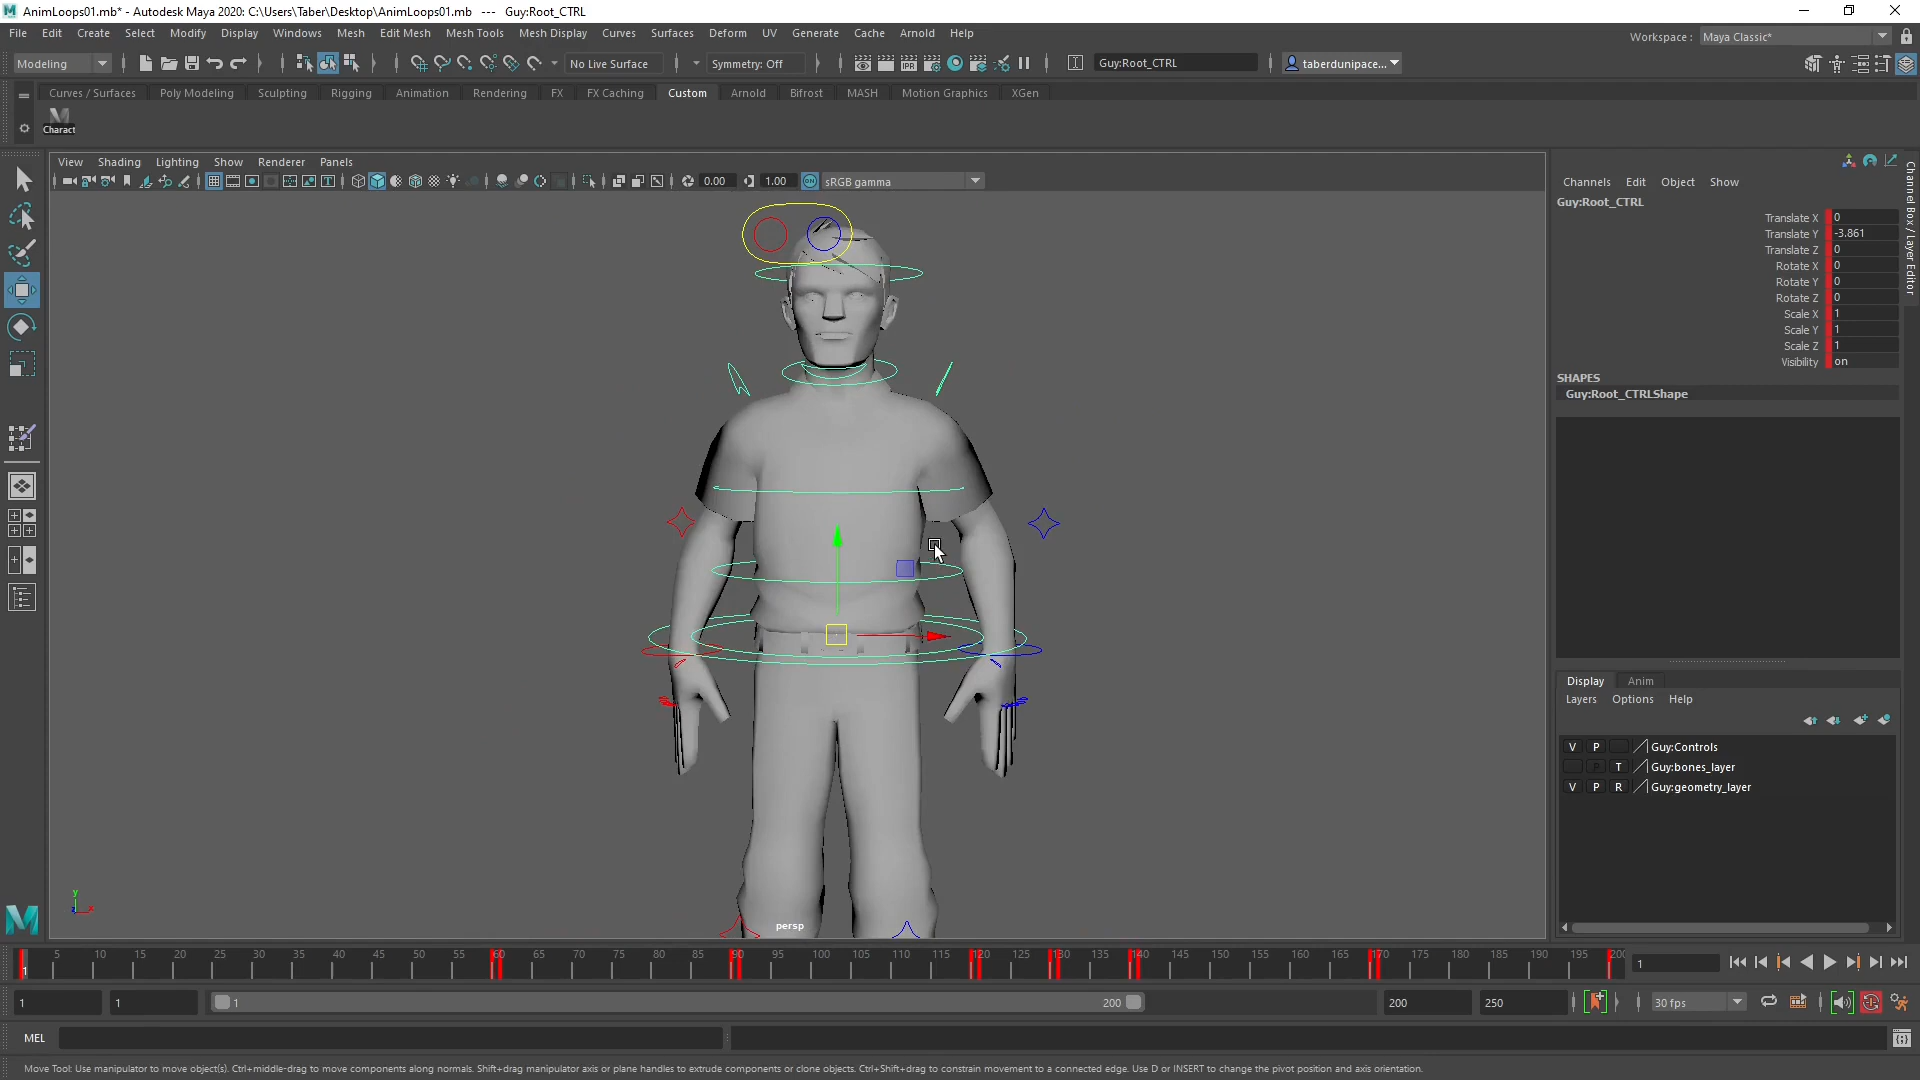 AnimLoops01.mb* - Autodesk Maya 2020: C:\Users\Taber\Desktop\AnimLoops01.mb --- Guy:Root_CTRL
File Edit Create Select Modify Display Windows Mesh Edit Mesh Mesh Tools Mesh Display Curves Surfaces Deform UV Generate Cache Arnold Help
Workspace : Maya Classic*
Modeling No Live Surface Symmetry: Off IPR Guy:Root_CTRL taberdunipace...
Curves / Surfaces Poly Modeling Sculpting Rigging Animation Rendering FX FX Caching Custom Arnold Bifrost MASH Motion Graphics XGen
Charact
View Shading Lighting Show Renderer Panels
0.00 1.00 ON sRGB gamma
persp
y
x
z
Channels Edit Object Show
Guy:Root_CTRL
Translate X 0
Translate Y -3.861
Translate Z 0
Rotate X 0
Rotate Y 0
Rotate Z 0
Scale X 1
Scale Y 1
Scale Z 1
Visibility on
SHAPES
Guy:Root_CTRLShape
Channel Box / Layer Editor
Display Anim
Layers Options Help
V P Guy:Controls
P T Guy:bones_layer
V P R Guy:geometry_layer
5 10 15 20 25 30 35 40 45 50 55 60 65 70 75 80 85 90 95 100 105 110 115 120 125 130 135 140 145 150 155 160 165 170 175 180 185 190 195 200
1
1
1 1 1 200 200 250 30 fps
MEL
Move Tool: Use manipulator to move object(s). Ctrl+middle-drag to move components along normals. Shift+drag manipulator axis or plane handles to extrude components or clone objects. Ctrl+Shift+drag to constrain movement to a connected edge. Use D or INSERT to change the pivot position and axis orientation.